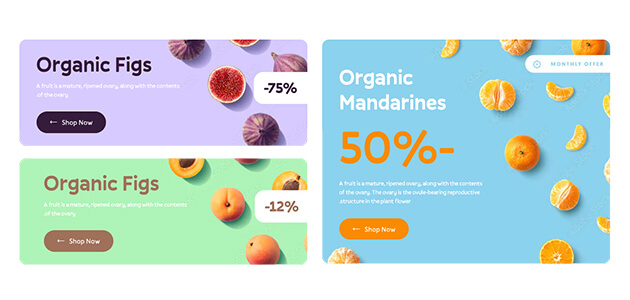 Organic Figs
A fruit is a mature, ripened ovary, along with the contents
of the ovary.
-75%
← Shop Now
Organic Figs
A fruit is a mature, ripened ovary, along with the contents
of the ovary.
-12%
← Shop Now
MONTHLY OFFER
Organic
Mandarines
50%-
A fruit is a mature, ripened ovary, along with the contents
of the ovary. The ovary is the ovule-bearing reproductive
structure in the plant flower
← Shop Now